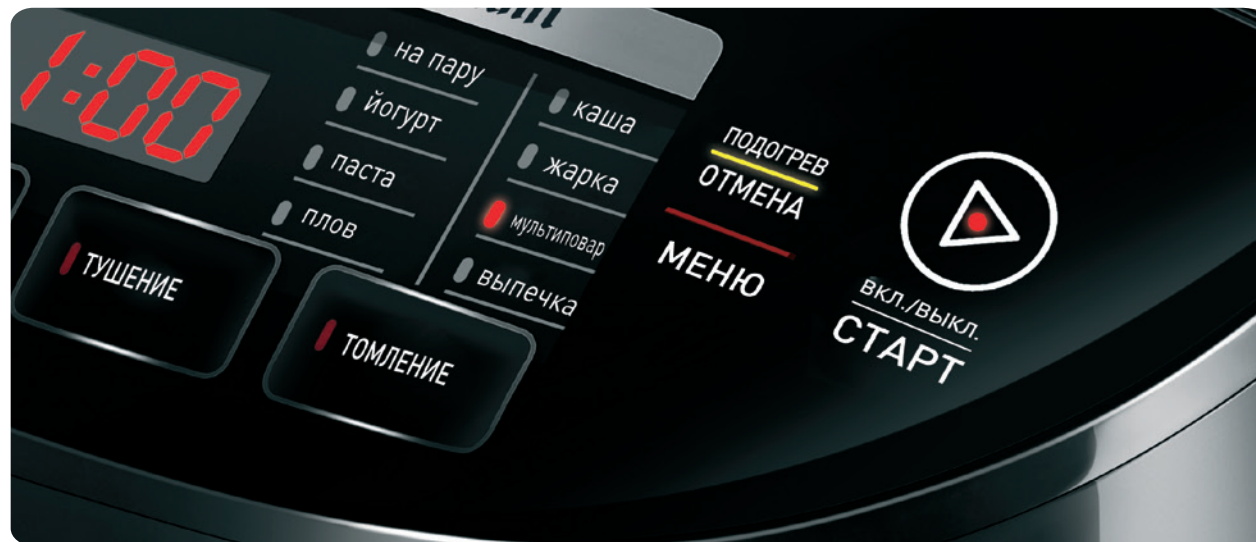 1:00
на пару
йогурт
паста
плов
каша
жарка
мультиповар
выпечка
ТУШЕНИЕ
ТОМЛЕНИЕ
ПОДОГРЕВ
ОТМЕНА
МЕНЮ
ВКЛ./ВЫКЛ.
СТАРТ